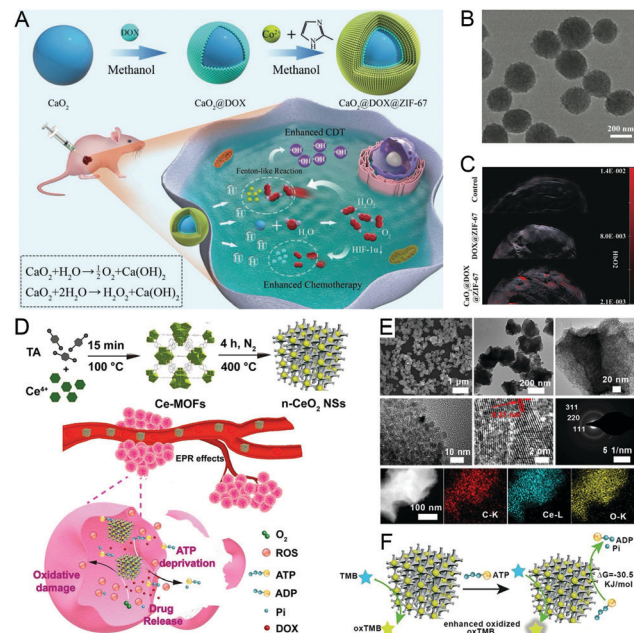 A
DOX
Methanol
Co²⁺
+
N
N
H
Methanol
CaO₂
CaO₂@DOX
CaO₂@DOX@ZIF-67
Enhanced CDT
·OH
·OH
·OH
·OH
·OH
Fenton-like Reaction
H₂O₂
H₂O
O₂
HIF-1α↓
Enhanced Chemotherapy
CaO₂+H₂O→½O₂+Ca(OH)₂
CaO₂+2H₂O→H₂O₂+Ca(OH)₂
B
200 nm
C
Control
DOX@ZIF-67
CaO₂@DOX
@ZIF-67
1.4E-002
8.0E-003
HbO2
2.1E-003
D
TA
+
Ce⁴⁺
15 min
100 °C
Ce-MOFs
4 h, N₂
400 °C
n-CeO₂ NSs
EPR effects
ATP
deprivation
Oxidative
damage
Drug
Release
O₂
ROS
ATP
ADP
Pi
DOX
E
1 μm
200 nm
20 nm
10 nm
2 nm
311
220
111
5 1/nm
100 nm
C-K
Ce-L
O-K
F
TMB
oxTMB
ATP
enhanced oxidized
oxTMB
ADP
Pi
ΔG=-30.5
KJ/mol